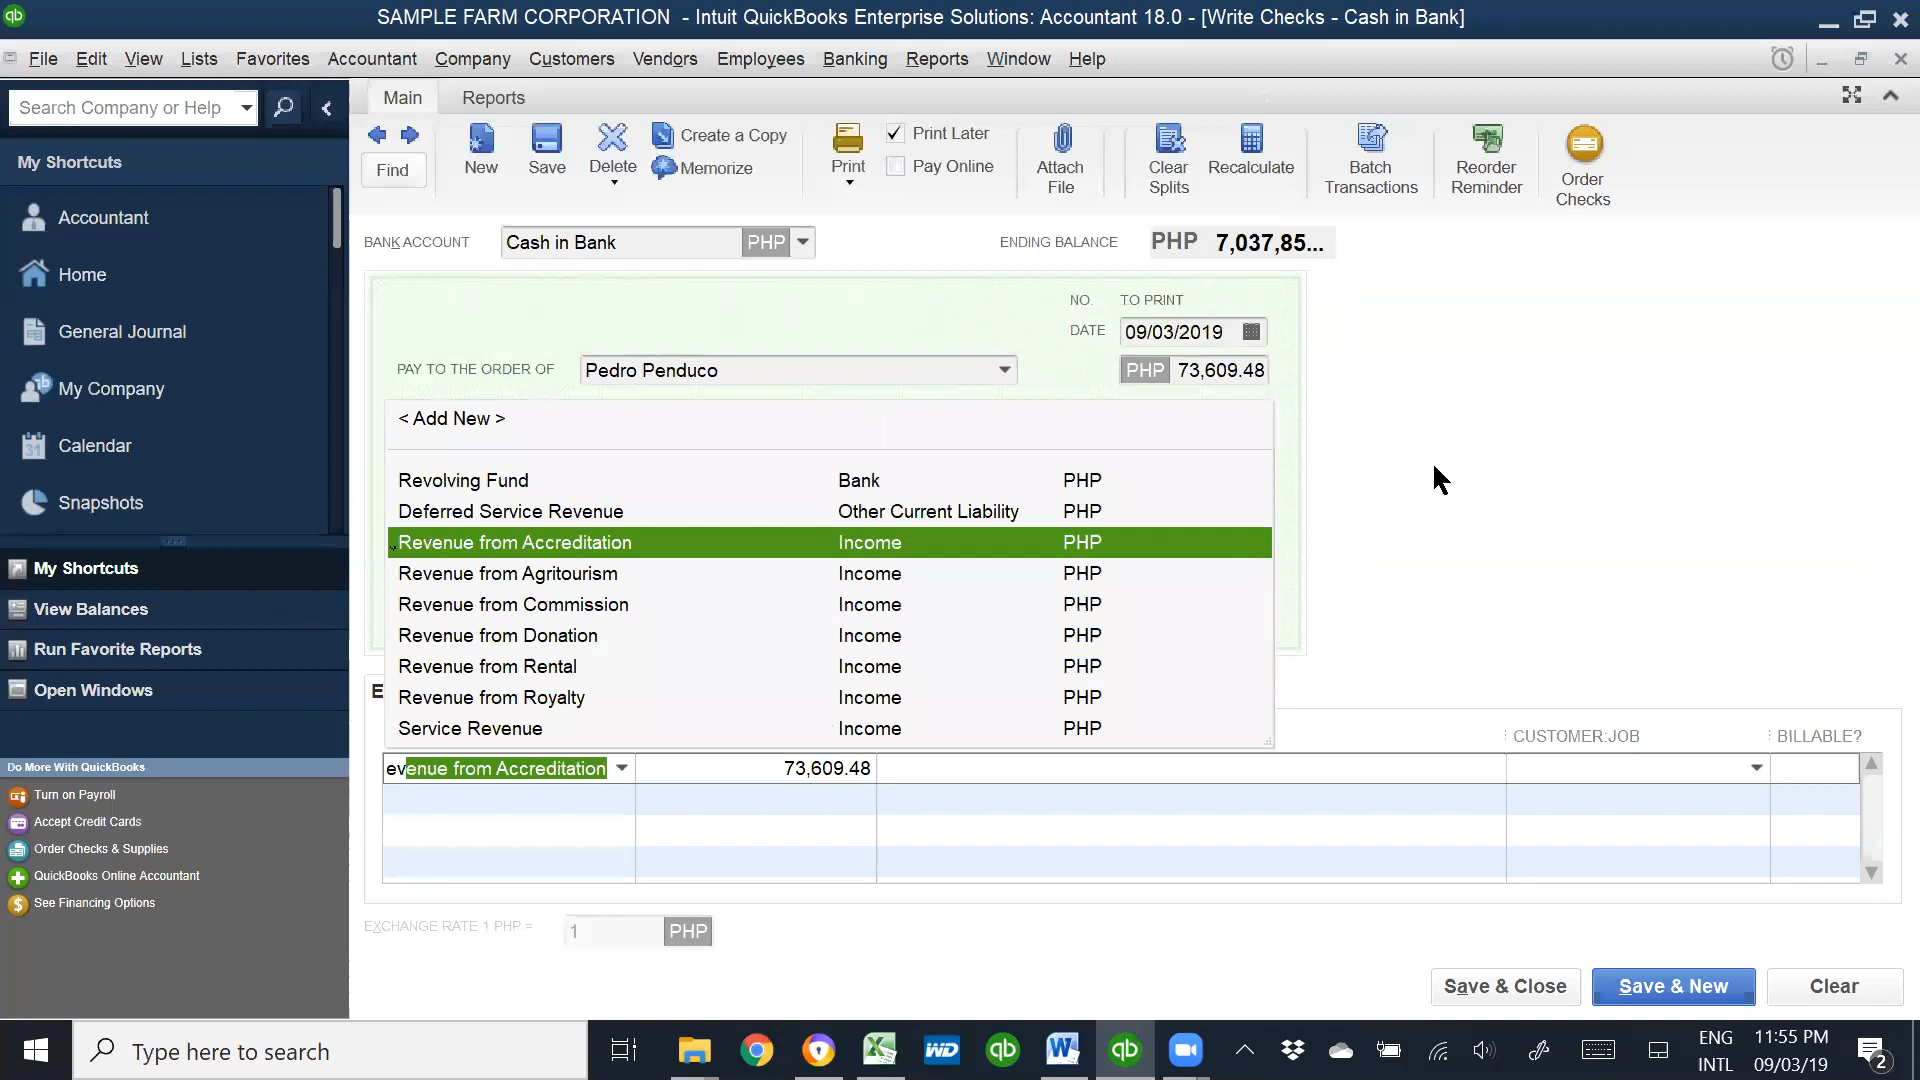 SAMPLE FARM CORPORATION - Intuit QuickBooks Enterprise Solutions: Accountant 18.0 - [Write Checks - Cash in Bank]
File Edit View Lists Favorites Accountant Company Customers Vendors Employees Banking Reports Window Help
Search Company or Help
Main Reports
Find
New
Save
Delete
Create a Copy
Memorize
Print
Print Later
Pay Online
Attach
File
Clear
Splits
Recalculate
Batch
Transactions
Reorder
Reminder
Order
Checks
My Shortcuts
Accountant
Home
General Journal
My Company
Calendar
31
Snapshots
My Shortcuts
View Balances
Run Favorite Reports
Open Windows
Do More With QuickBooks
Turn on Payroll
Accept Credit Cards
Order Checks & Supplies
QuickBooks Online Accountant
See Financing Options
BANK ACCOUNT Cash in Bank PHP ENDING BALANCE PHP 7,037,85...
NO. TO PRINT
DATE 09/03/2019
PAY TO THE ORDER OF Pedro Penduco PHP 73,609.48
< Add New >
Revolving Fund Bank PHP
Deferred Service Revenue Other Current Liability PHP
Revenue from Accreditation Income PHP
Revenue from Agritourism Income PHP
Revenue from Commission Income PHP
Revenue from Donation Income PHP
Revenue from Rental Income PHP
Revenue from Royalty Income PHP
Service Revenue Income PHP
E
CUSTOMER:JOB BILLABLE?
evenue from Accreditation 73,609.48
EXCHANGE RATE 1 PHP = 1 PHP
Save & Close Save & New Clear
Type here to search
WD
qb
W
qb
ENG
INTL
11:55 PM
09/03/19
2